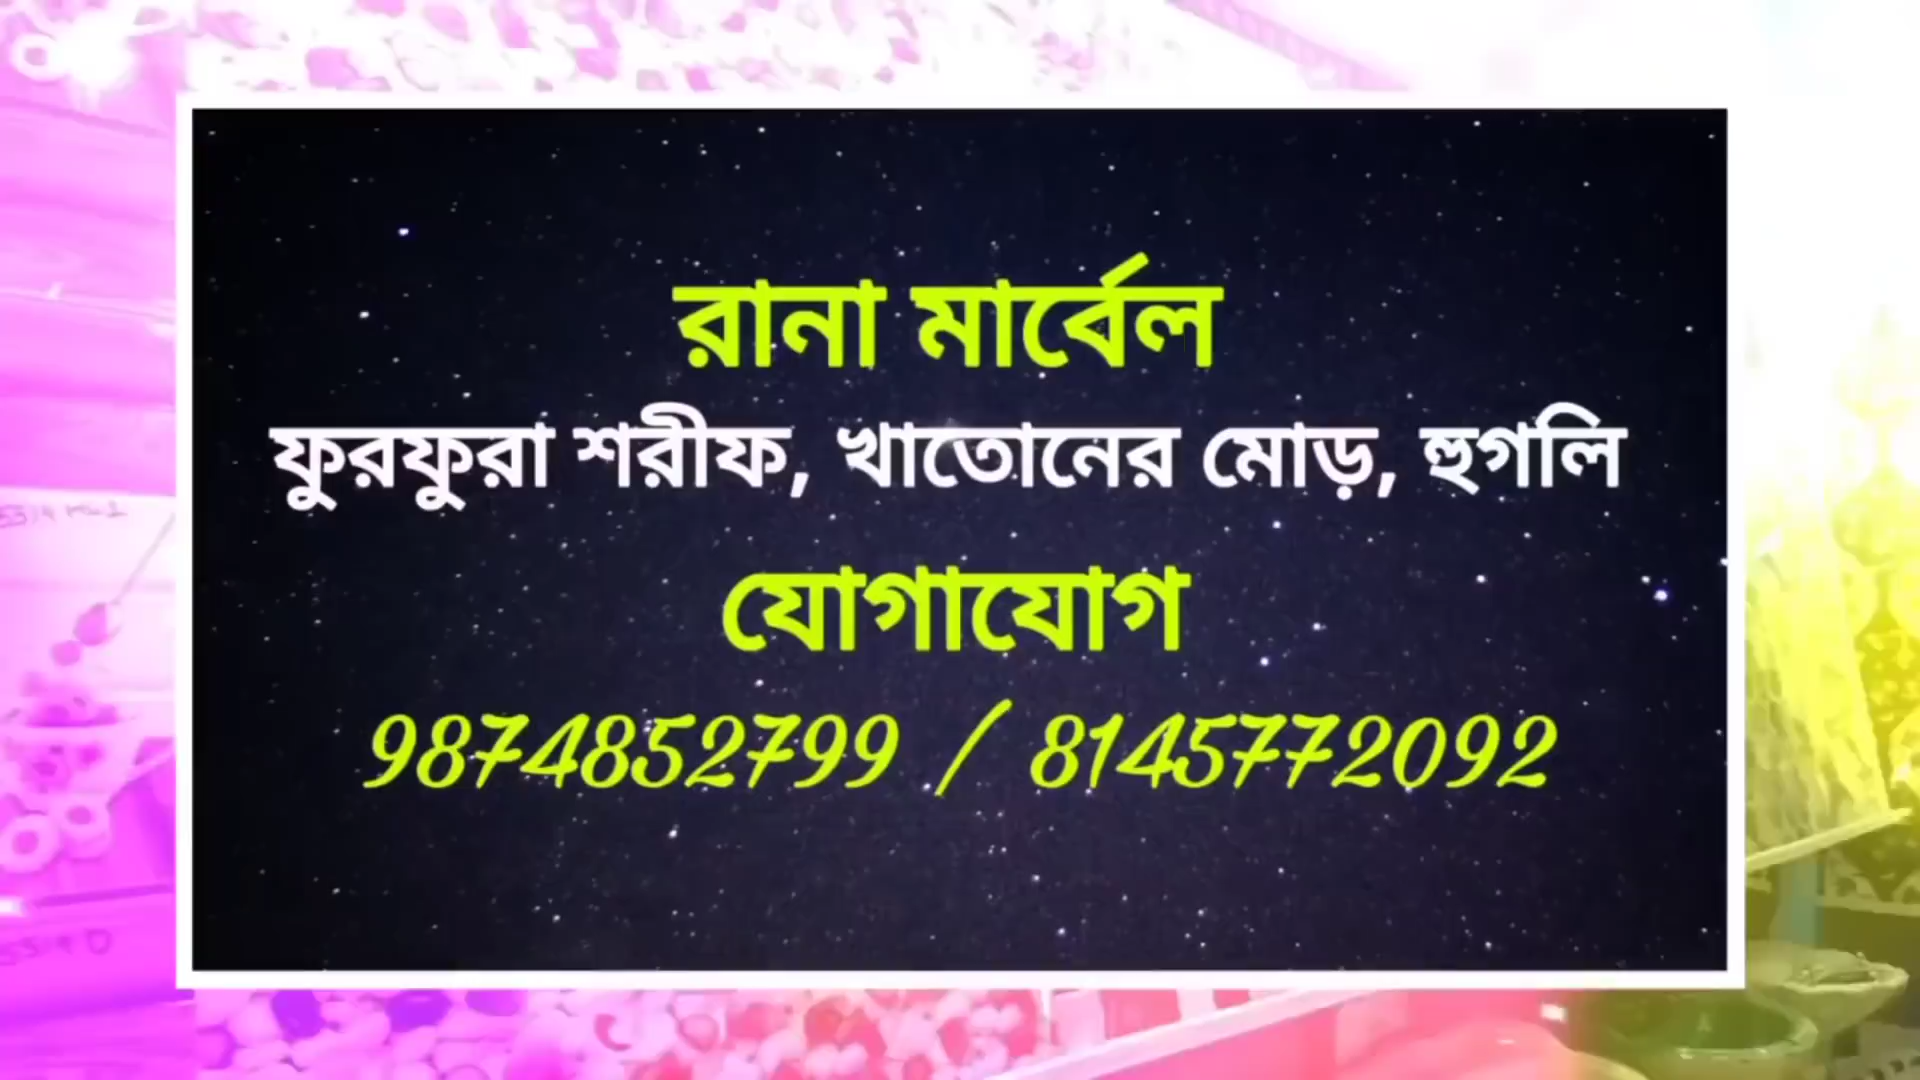 রানা মার্বেল
ফুরফুরা শরীফ, খাতোনের মোড়, হুগলি
যোগাযোগ
9874852799 / 8145772092